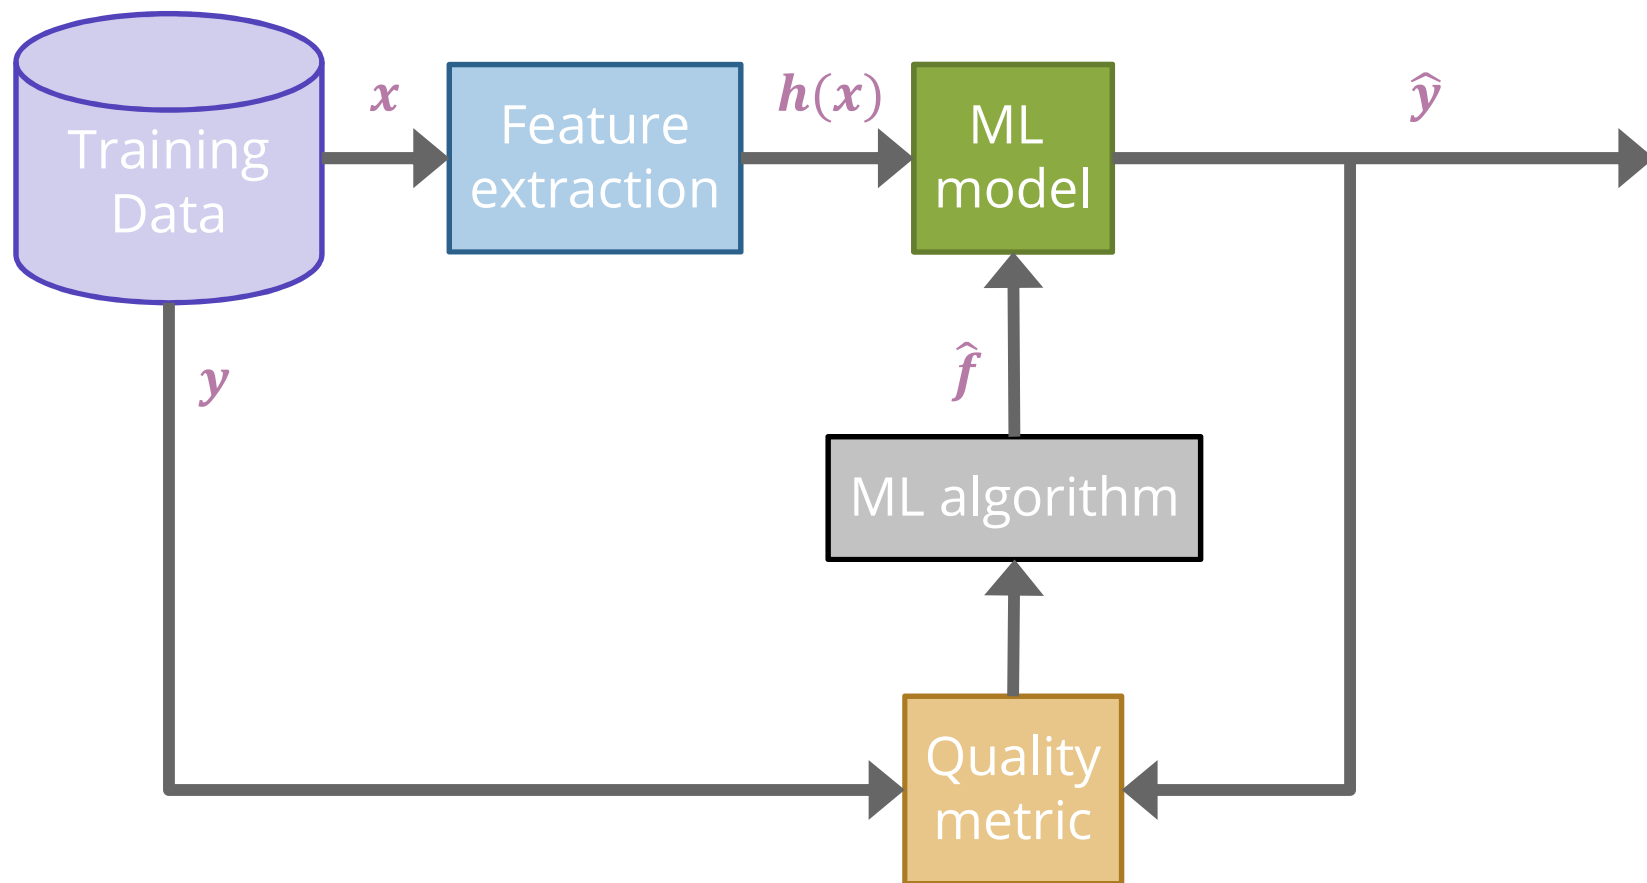 Training
Data
x
Feature
extraction
h(x)
ML
model
ŷ
y
f̂
ML algorithm
Quality
metric